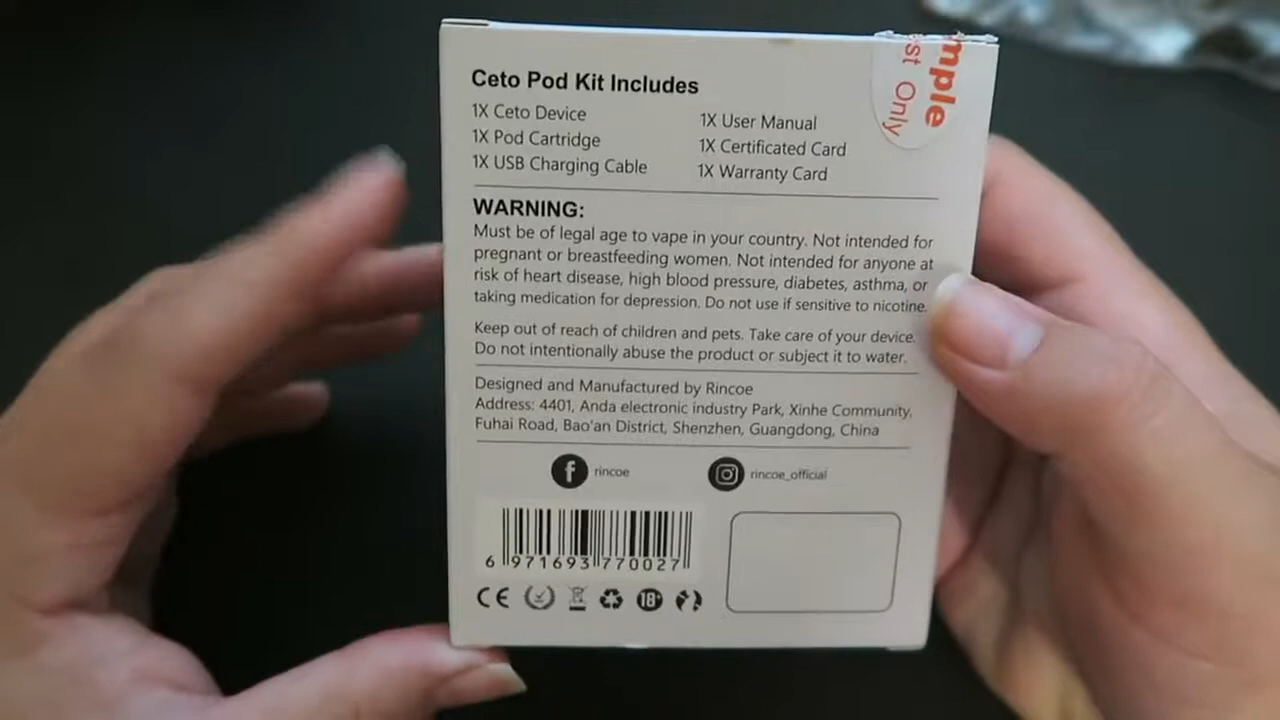 Ceto Pod Kit Includes
1X Ceto Device
1X Pod Cartridge
1X USB Charging Cable
1X User Manual
1X Certificated Card
1X Warranty Card
mple
st Only
WARNING:
Must be of legal age to vape in your country. Not intended for
pregnant or breastfeeding women. Not intended for anyone at
risk of heart disease, high blood pressure, diabetes, asthma, or
taking medication for depression. Do not use if sensitive to nicotine.
Keep out of reach of children and pets. Take care of your device.
Do not intentionally abuse the product or subject it to water.
Designed and Manufactured by Rincoe
Address: 4401, Anda electronic industry Park, Xinhe Community,
Fuhai Road, Bao'an District, Shenzhen, Guangdong, China
f rincoe
rincoe_official
6 971693 770027
CE
18+